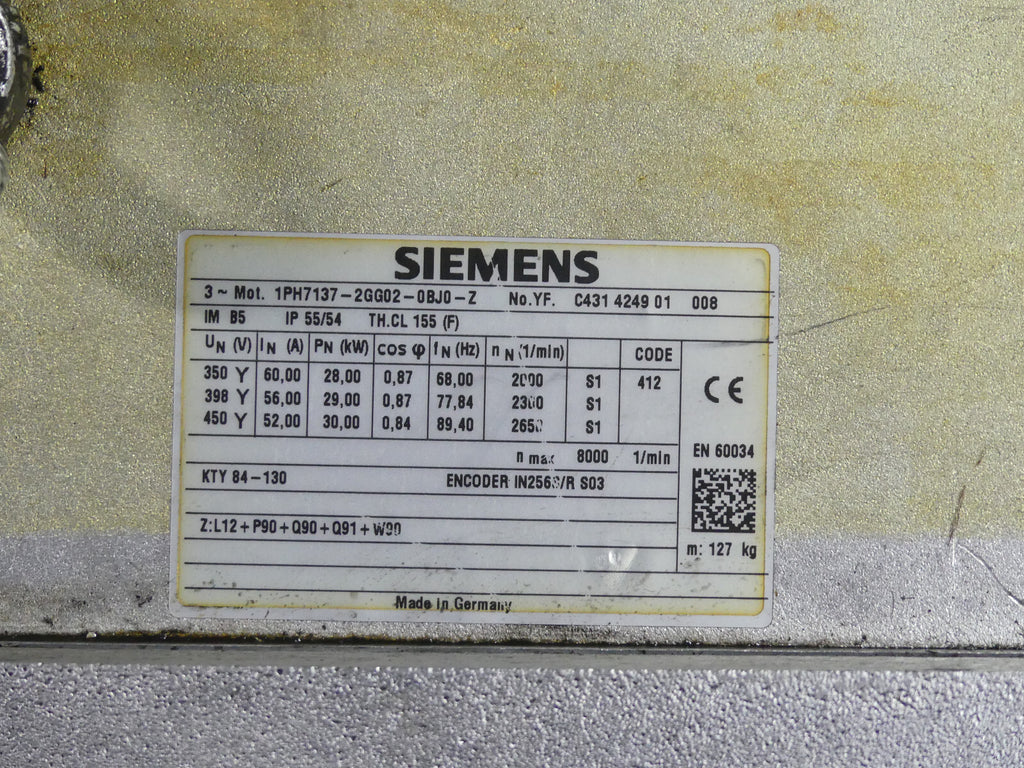 SIEMENS
3 ~ Mot. 1PH7137-2GG02-0BJ0-Z No.YF. C431 4249 01 008
IM B5 IP 55/54 TH.CL 155 (F)
UN (V) IN (A) PN (kW) cos φ fN (Hz) nN (1/min) CODE
350 Y 60,00 28,00 0,87 68,00 2000 S1 412
398 Y 56,00 29,00 0,87 77,84 2300 S1
450 Y 52,00 30,00 0,84 89,40 2650 S1
CE
n max 8000 1/min EN 60034
KTY 84-130 ENCODER S03
Z:L12+P90+Q90+Q91+W90
m: 127 kg
Made in Germany